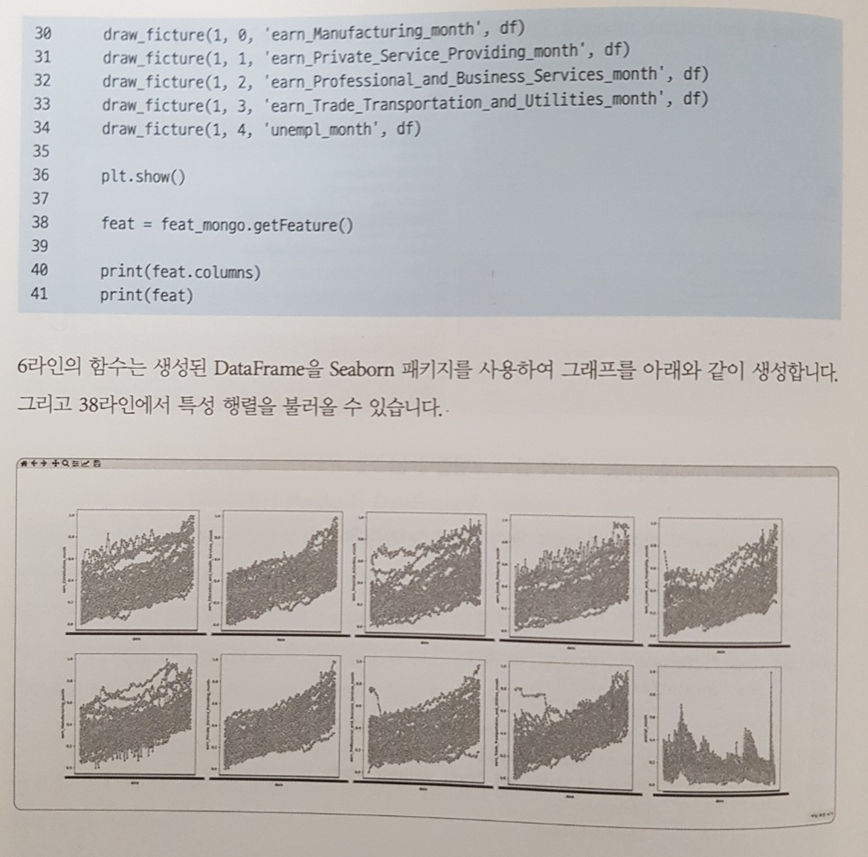 30 draw_ficture(1, 0, 'earn_Manufacturing_month', df)
31 draw_ficture(1, 1, 'earn_Private_Service_Providing_month', df)
32 draw_ficture(1, 2, 'earn_Professional_and_Business_Services_month', df)
33 draw_ficture(1, 3, 'earn_Trade_Transportation_and_Utilities_month', df)
34 draw_ficture(1, 4, 'unempl_month', df)
35
36 plt.show()
37
38 feat = feat_mongo.getFeature()
39
40 print(feat.columns)
41 print(feat)
6라인의 함수는 생성된 DataFrame을 Seaborn 패키지를 사용하여 그래프를 아래와 같이 생성합니다.
그리고 38라인에서 특성 행렬을 불러올 수 있습니다.